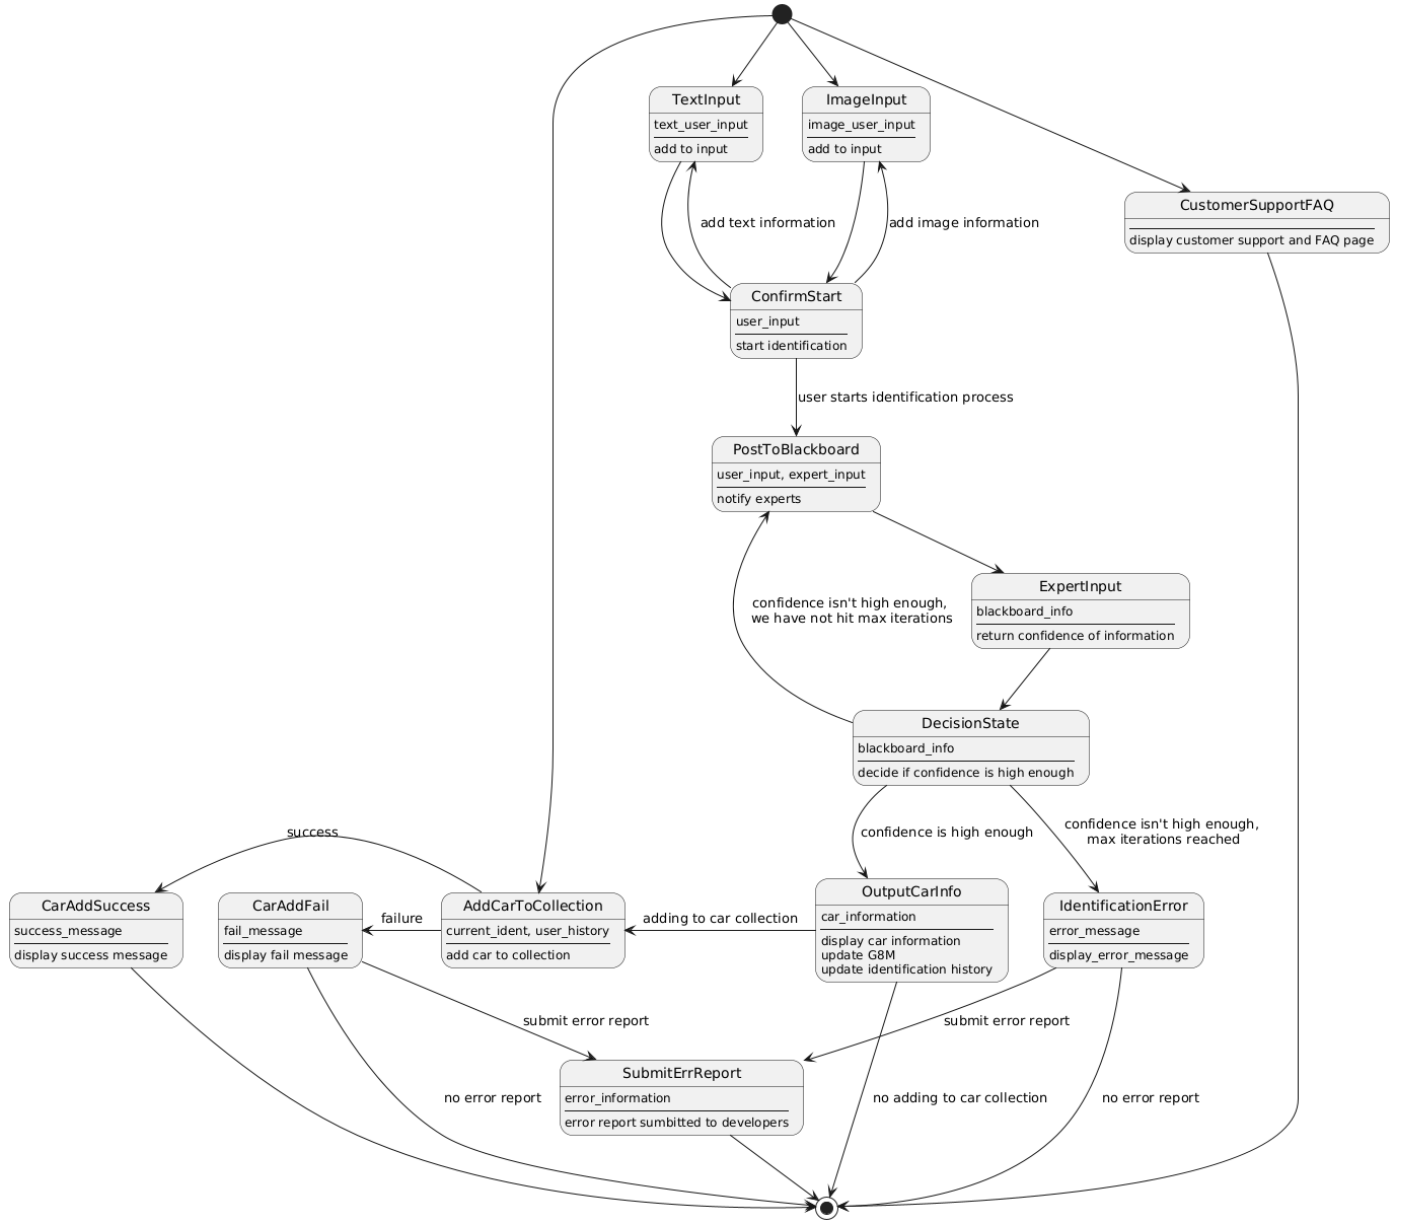 TextInput
text_user_input
add to input
ImageInput
image_user_input
add to input
CustomerSupportFAQ
display customer support and FAQ page
add text information
add image information
ConfirmStart
user_input
start identification
user starts identification process
PostToBlackboard
user_input, expert_input
notify experts
ExpertInput
blackboard_info
return confidence of information
confidence isn't high enough,
we have not hit max iterations
DecisionState
blackboard_info
decide if confidence is high enough
confidence is high enough
confidence isn't high enough,
max iterations reached
success
CarAddSuccess
success_message
display success message
CarAddFail
fail_message
display fail message
failure
AddCarToCollection
current_ident, user_history
add car to collection
adding to car collection
OutputCarInfo
car_information
display car information
update G8M
update identification history
IdentificationError
error_message
display_error_message
submit error report
submit error report
SubmitErrReport
error_information
error report sumbitted to developers
no error report
no adding to car collection
no error report